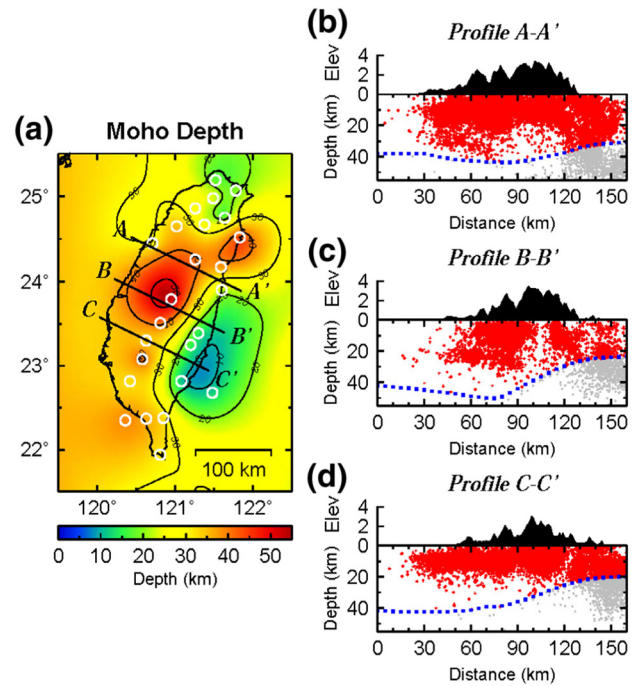 (a)
Moho Depth
25°
24°
23°
22°
120°
121°
122°
A
A'
B
B'
C
C'
100 km
0 10 20 30 40 50
Depth (km)
(b)
Profile A-A'
Elev
4
2
0
Depth (km)
20
40
0 30 60 90 120 160
Distance (km)
(c)
Profile B-B'
Elev
4
2
0
Depth (km)
20
40
0 30 60 90 120 160
Distance (km)
(d)
Profile C-C'
Elev
4
2
0
Depth (km)
20
40
0 30 60 90 120 160
Distance (km)